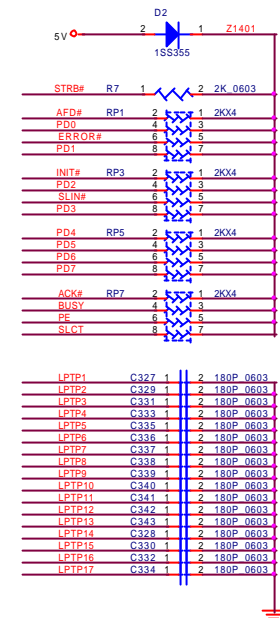 D2
5V 2 1 Z1401
1SS355
STRB# R7 1 2 2K_0603
AFD# RP1 2 1 2KX4
PD0 4 3
ERROR# 6 5
PD1 8 7
INIT# RP3 2 1 2KX4
PD2 4 3
SLIN# 6 5
PD3 8 7
PD4 RP5 2 1 2KX4
PD5 4 3
PD6 6 5
PD7 8 7
ACK# RP7 2 1 2KX4
BUSY 4 3
PE 6 5
SLCT 8 7
LPTP1 C327 1 2 180P_0603
LPTP2 C329 1 2 180P_0603
LPTP3 C331 1 2 180P_0603
LPTP4 C333 1 2 180P_0603
LPTP5 C335 1 2 180P_0603
LPTP6 C336 1 2 180P_0603
LPTP7 C337 1 2 180P_0603
LPTP8 C338 1 2 180P_0603
LPTP9 C339 1 2 180P_0603
LPTP10 C340 1 2 180P_0603
LPTP11 C341 1 2 180P_0603
LPTP12 C342 1 2 180P_0603
LPTP13 C343 1 2 180P_0603
LPTP14 C328 1 2 180P_0603
LPTP15 C330 1 2 180P_0603
LPTP16 C332 1 2 180P_0603
LPTP17 C334 1 2 180P_0603